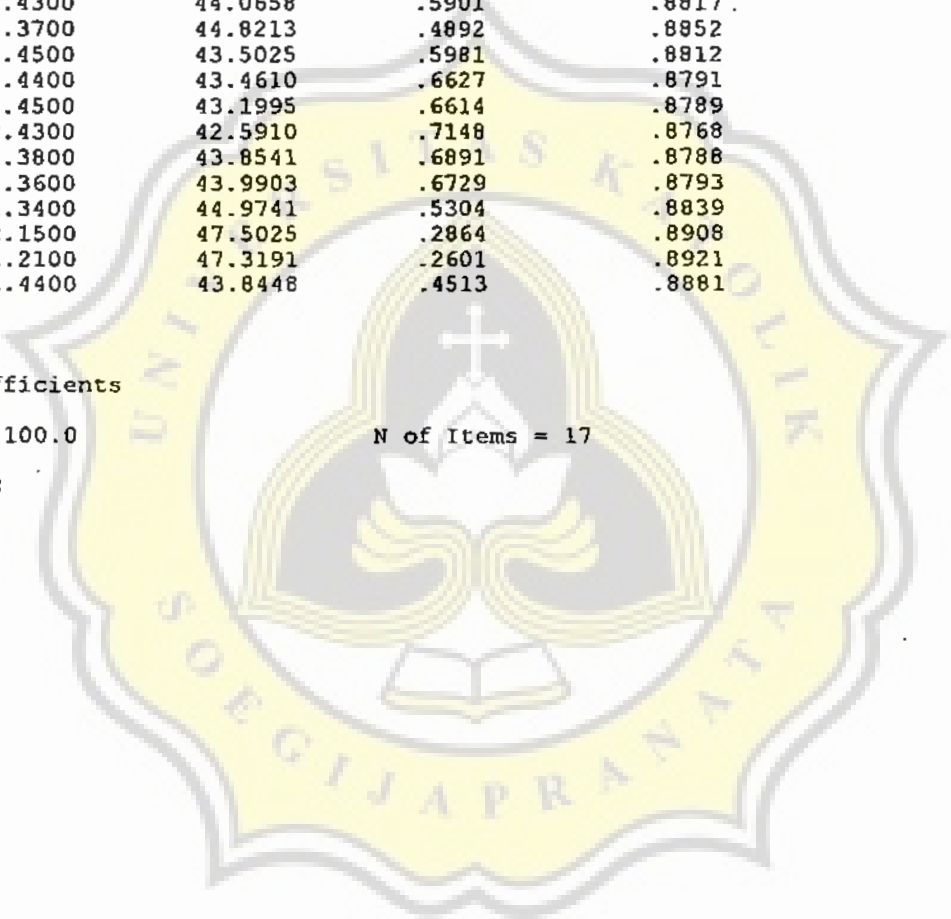 .4300 44.0658 .5901 .8817
.3700 44.8213 .4892 .8852
.4500 43.5025 .5981 .8812
.4400 43.4610 .6627 .8791
.4500 43.1995 .6614 .8789
.4300 42.5910 .7148 .8768
.3800 43.8541 .6891 .8788
.3600 43.9903 .6729 .8793
.3400 44.9741 .5304 .8839
.1500 47.5025 .2864 .8908
.2100 47.3191 .2601 .8921
.4400 43.8448 .4513 .8881
fficients
100.0 N of Items = 17
UNIVERSITAS KATOLIK
SOEGIJAPRANATA